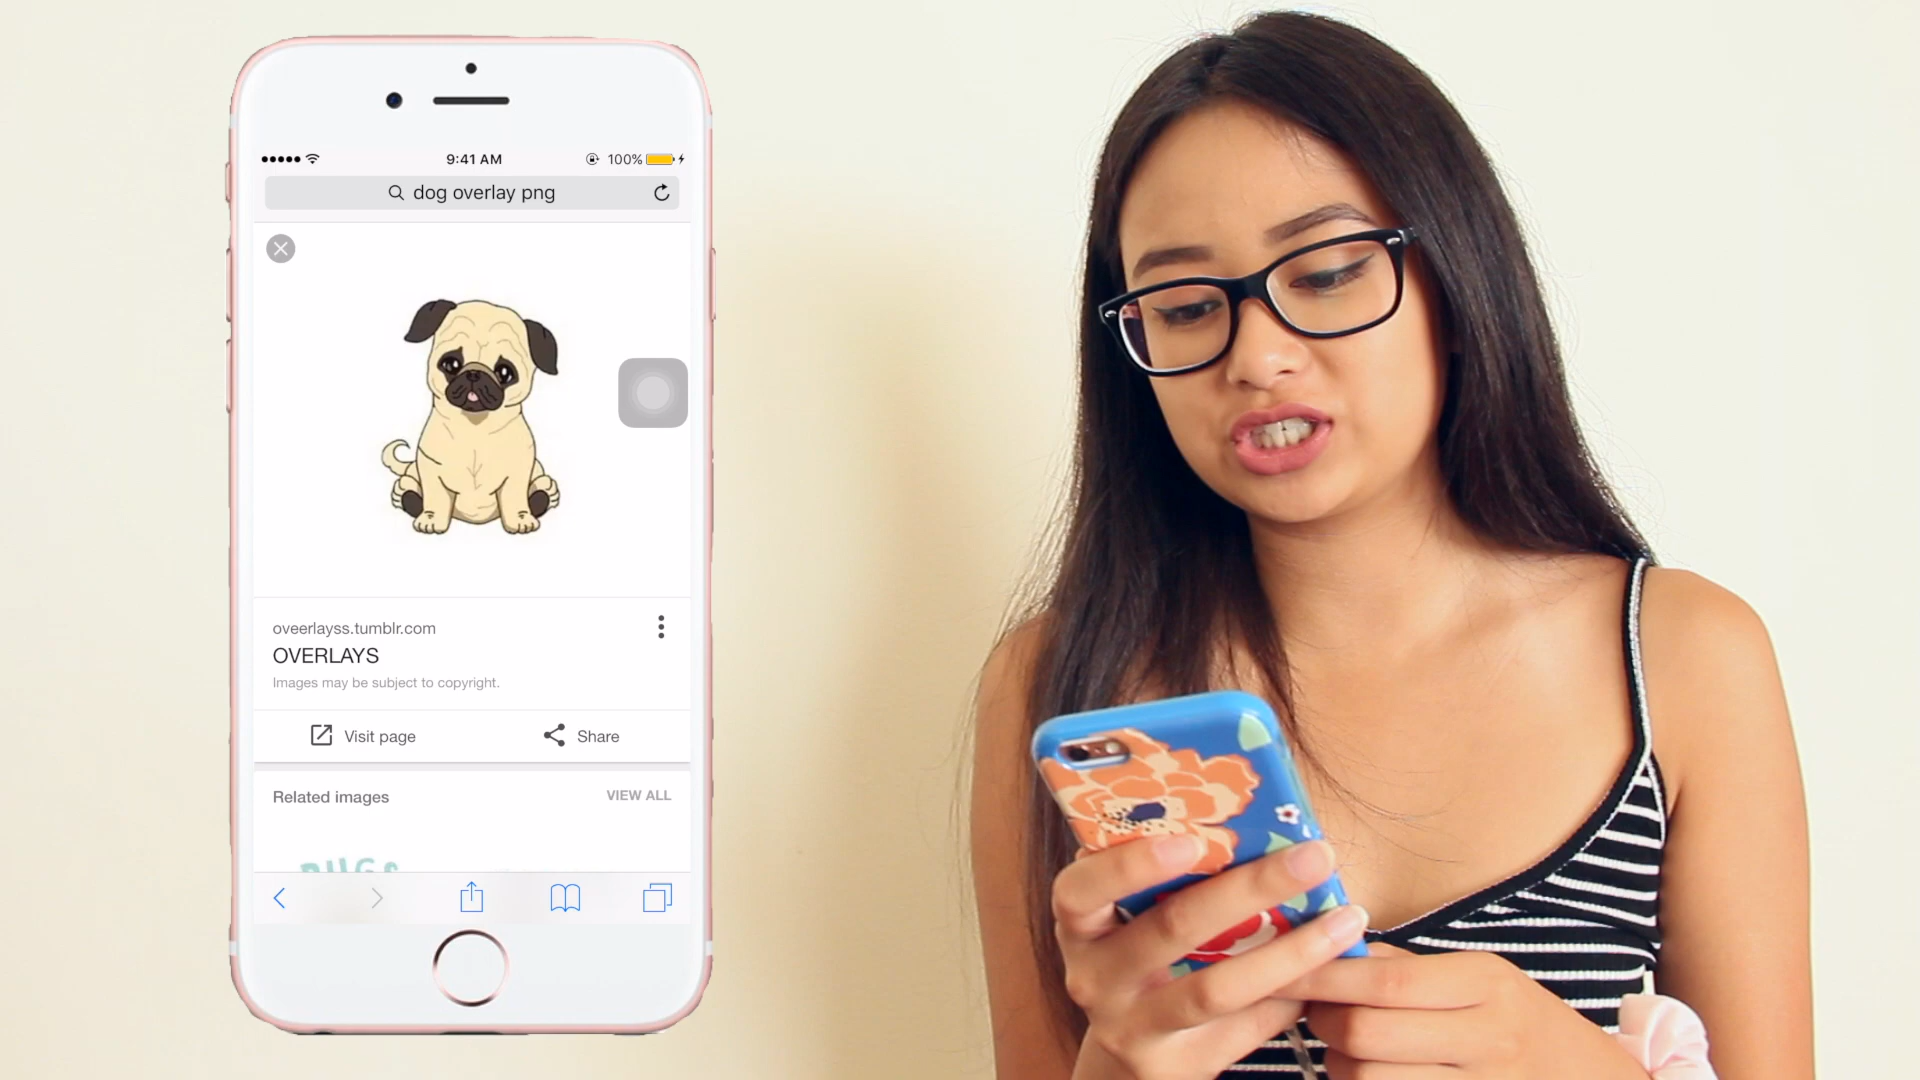 9:41 AM
100%
dog overlay png
oveerlayss.tumblr.com
OVERLAYS
Images may be subject to copyright.
Visit page
Share
Related images
VIEW ALL
PUGS